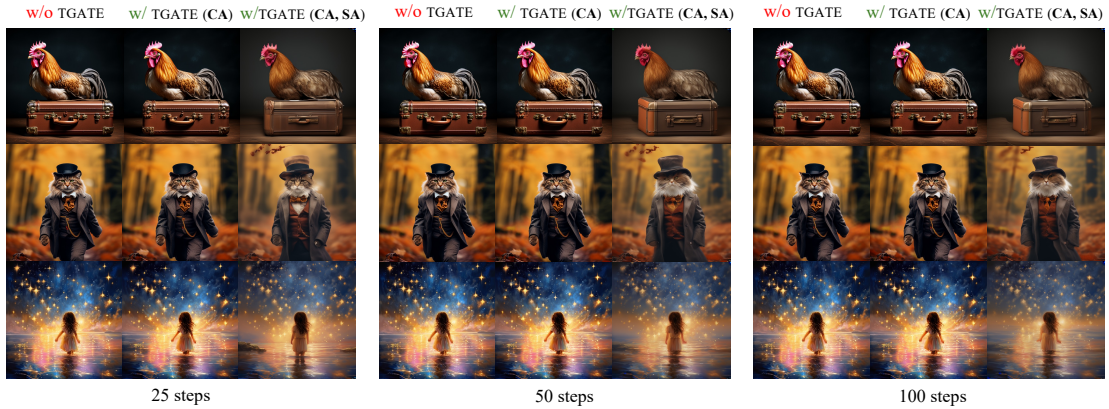 w/o TGATE w/ TGATE (CA) w/TGATE (CA, SA) w/o TGATE w/ TGATE (CA) w/TGATE (CA, SA) w/o TGATE w/ TGATE (CA) w/TGATE (CA, SA)
25 steps 50 steps 100 steps